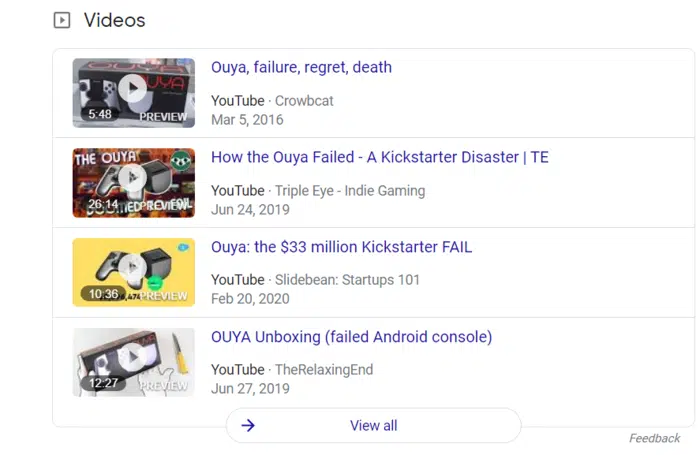 Videos
OUYA
5:48
PREVIEW
Ouya, failure, regret, death
YouTube · Crowbcat
Mar 5, 2016
THE OUYA
26:14
PREVIEW
How the Ouya Failed - A Kickstarter Disaster | TE
YouTube · Triple Eye - Indie Gaming
Jun 24, 2019
10:36
PREVIEW
Ouya: the $33 million Kickstarter FAIL
YouTube · Slidebean: Startups 101
Feb 20, 2020
12:27
PREVIEW
OUYA Unboxing (failed Android console)
YouTube · TheRelaxingEnd
Jun 27, 2019
View all
Feedback